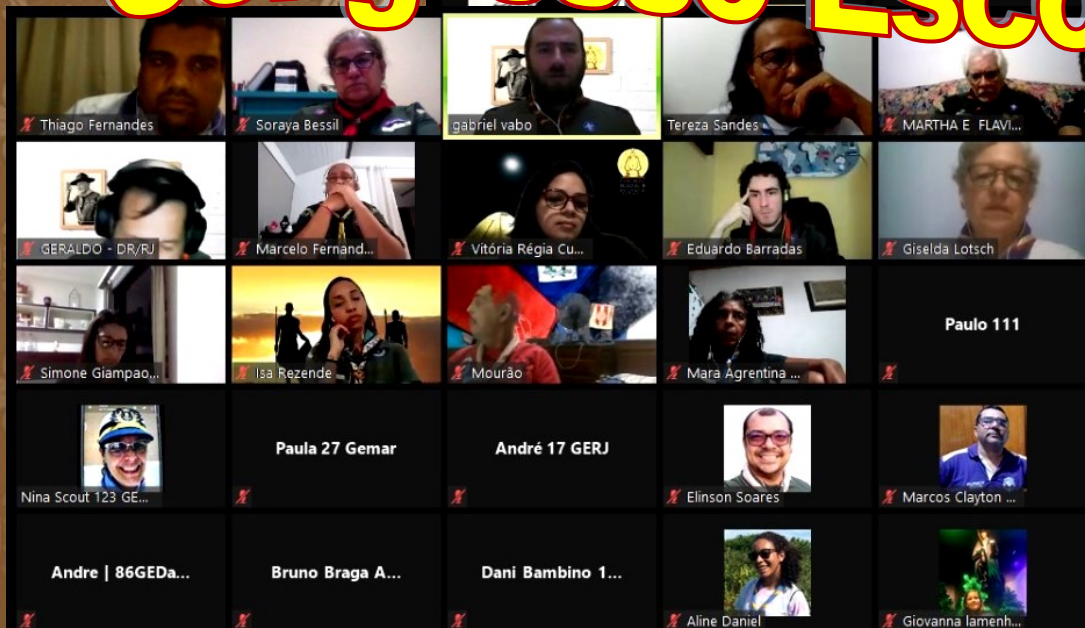 Thiago Fernandes
Soraya Bessil
gabriel vabo
Tereza Sandes
MARTHA E FLAVI...
GERALDO - DR/RJ
Marcelo Fernand...
Vitória Régia Cu...
Eduardo Barradas
Giselda Lotsch
Simone Giampao...
Isa Rezende
Mourão
Mara Agrentina ...
Paulo 111
Nina Scout 123 GE...
Paula 27 Gemar
André 17 GERJ
Elinson Soares
Marcos Clayton ...
Andre | 86GEDa...
Bruno Braga A...
Dani Bambino 1...
Aline Daniel
Giovanna lamenh...